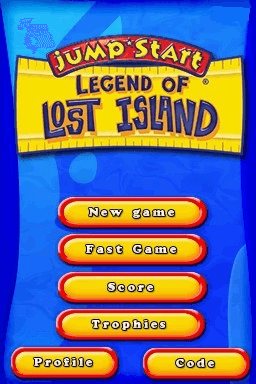 JUMP★START®
LEGEND OF
LOST ISLAND
New game
Fast Game
Score
Trophies
Profile
Code